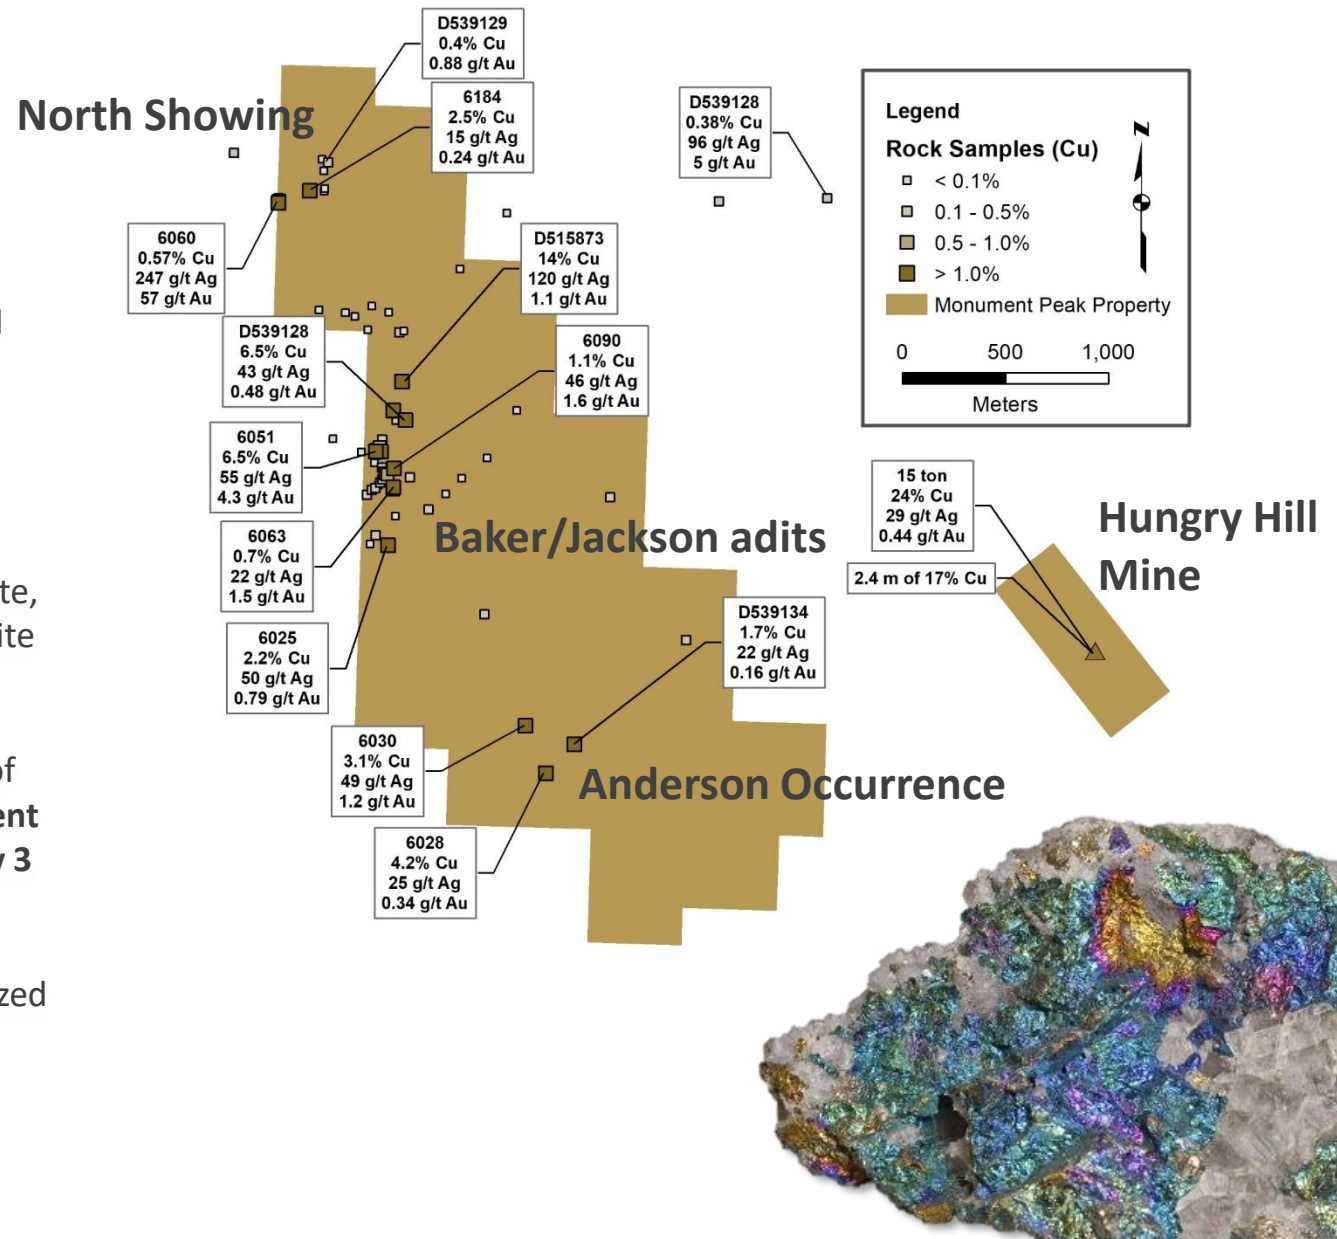 D539129
0.4% Cu
0.88 g/t Au
North Showing
6184
2.5% Cu
15 g/t Ag
0.24 g/t Au
D539128
0.38% Cu
96 g/t Ag
5 g/t Au
Legend
Rock Samples (Cu)
< 0.1%
0.1 - 0.5%
0.5 - 1.0%
> 1.0%
Monument Peak Property
N
0 500 1,000
Meters
6060
0.57% Cu
247 g/t Ag
57 g/t Au
D515873
14% Cu
120 g/t Ag
1.1 g/t Au
D539128
6.5% Cu
43 g/t Ag
0.48 g/t Au
6090
1.1% Cu
46 g/t Ag
1.6 g/t Au
6051
6.5% Cu
55 g/t Ag
4.3 g/t Au
15 ton
24% Cu
29 g/t Ag
0.44 g/t Au
2.4 m of 17% Cu
Hungry Hill
Mine
6063
0.7% Cu
22 g/t Ag
1.5 g/t Au
Baker/Jackson adits
te,
ite
6025
2.2% Cu
50 g/t Ag
0.79 g/t Au
D539134
1.7% Cu
22 g/t Ag
0.16 g/t Au
6030
3.1% Cu
49 g/t Ag
1.2 g/t Au
of
ent
y 3
Anderson Occurrence
6028
4.2% Cu
25 g/t Ag
0.34 g/t Au
zed